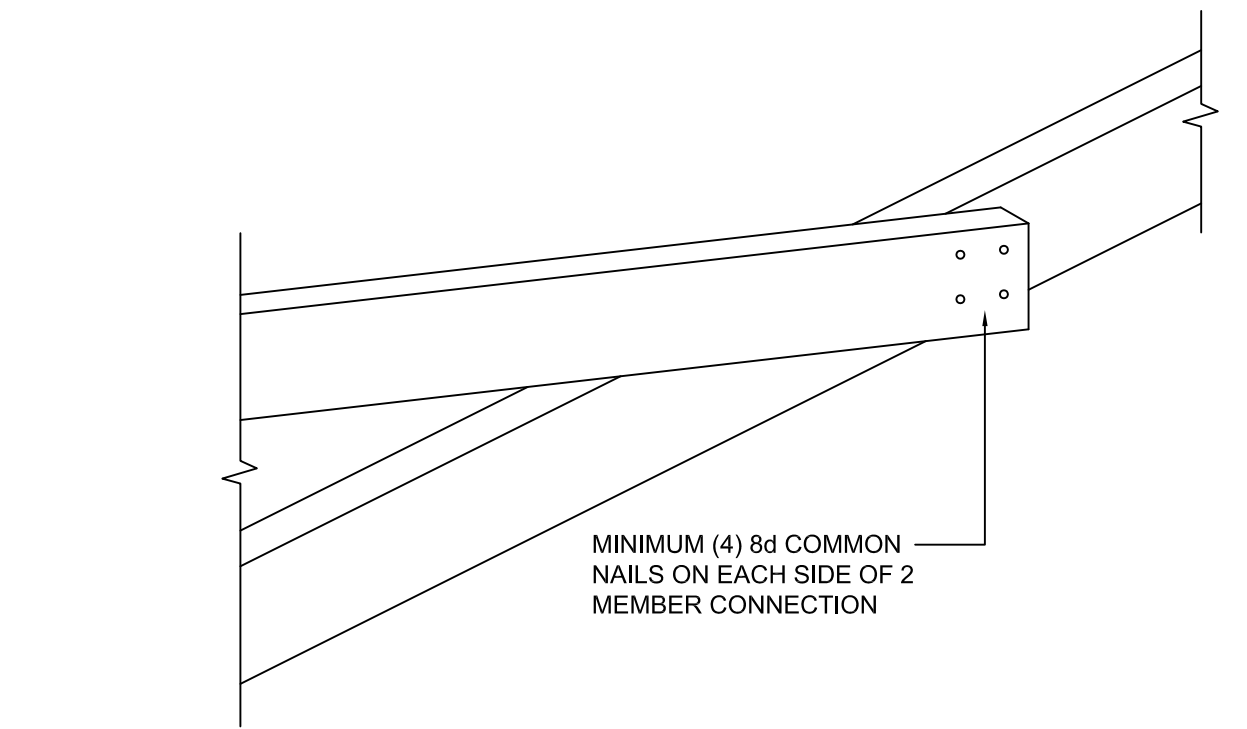 MINIMUM (4) 8d COMMON
NAILS ON EACH SIDE OF 2
MEMBER CONNECTION